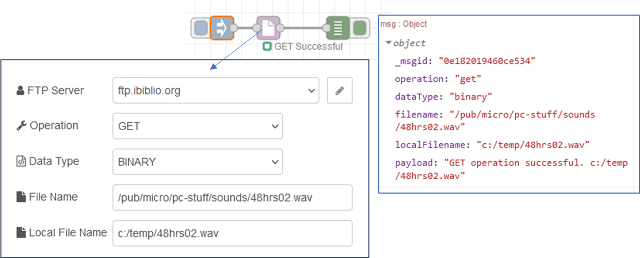 GET Successful
FTP Server
ftp.ibiblio.org
Operation
GET
Data Type
BINARY
File Name
/pub/micro/pc-stuff/sounds/48hrs02.wav
Local File Name
c:/temp/48hrs02.wav
msg : Object
object
_msgid: "0e182019460ce534"
operation: "get"
dataType: "binary"
filename: "/pub/micro/pc-stuff/sounds
/48hrs02.wav"
localFilename: "c:/temp/48hrs02.wav"
payload: "GET operation successful. c:/temp
/48hrs02.wav"